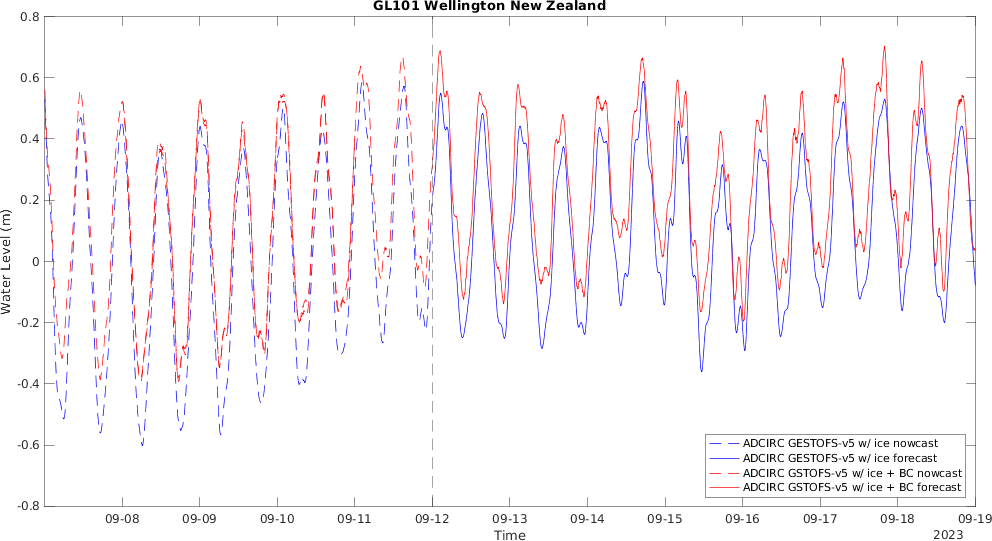 GL101 Wellington New Zealand
0.8
0.6
0.4
0.2
0
-0.2
-0.4
-0.6
-0.8
Water Level (m)
ADCIRC GESTOFS-v5 w/ ice nowcast
ADCIRC GESTOFS-v5 w/ ice forecast
ADCIRC GSTOFS-v5 w/ ice + BC nowcast
ADCIRC GSTOFS-v5 w/ ice + BC forecast
09-08 09-09 09-10 09-11 09-12 09-13 09-14 09-15 09-16 09-17 09-18 09-19
Time
2023